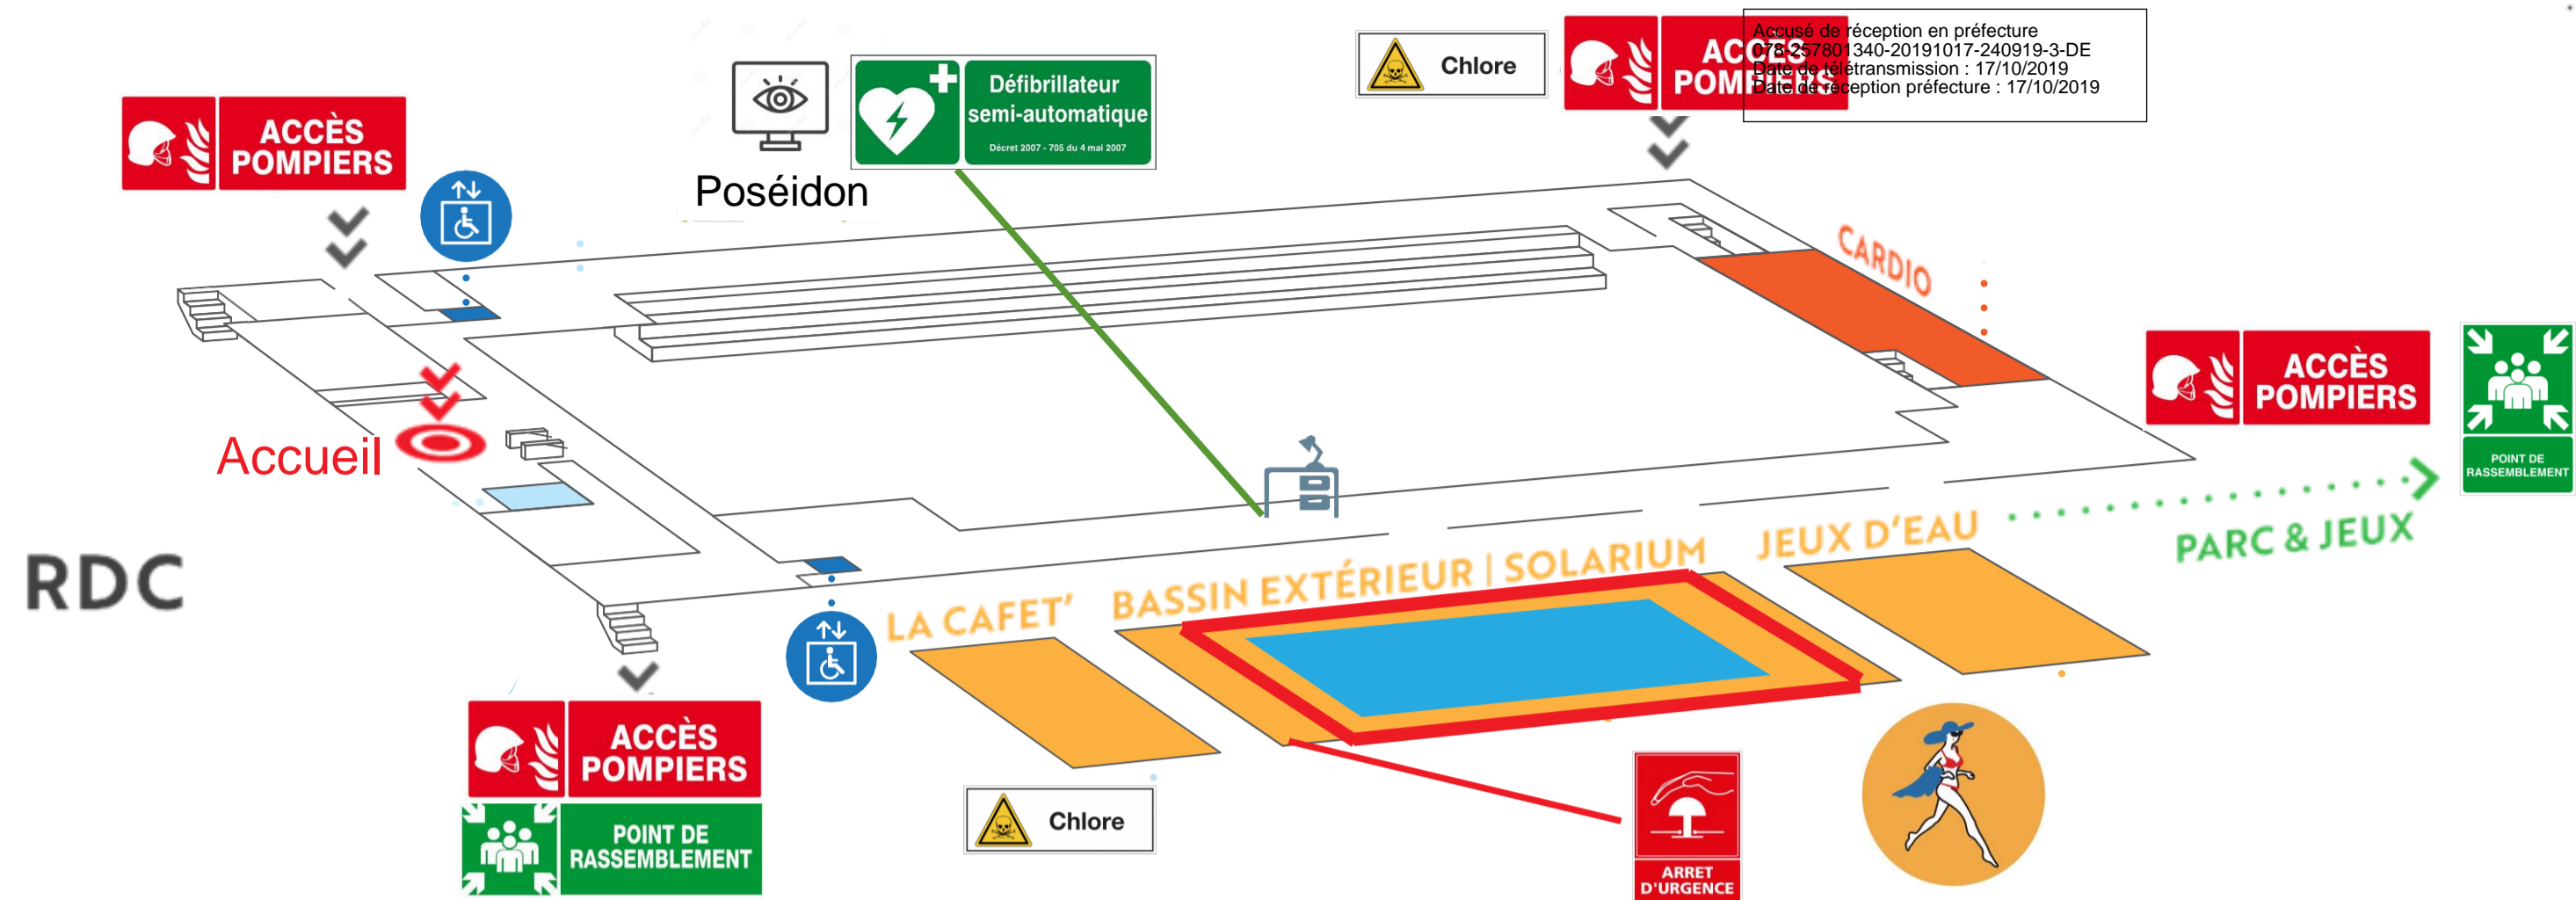 Accusé de réception en préfecture
078-257801340-20191017-240919-3-DE
Date de télétransmission : 17/10/2019
Date de réception préfecture : 17/10/2019
ACCÈS
POMPIERS
Chlore
Défibrillateur
semi-automatique
Décret 2007 - 705 du 4 mai 2007
Poséidon
ACCÈS
POMPIERS
CARDIO
ACCÈS
POMPIERS
POINT DE
RASSEMBLEMENT
Accueil
PARC & JEUX
JEUX D'EAU
BASSIN EXTÉRIEUR | SOLARIUM
LA CAFET'
RDC
ACCÈS
POMPIERS
POINT DE
RASSEMBLEMENT
Chlore
ARRET
D'URGENCE